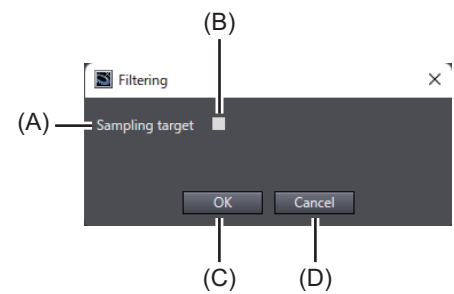 (B)
Filtering
(A) Sampling target
OK Cancel
(C) (D)